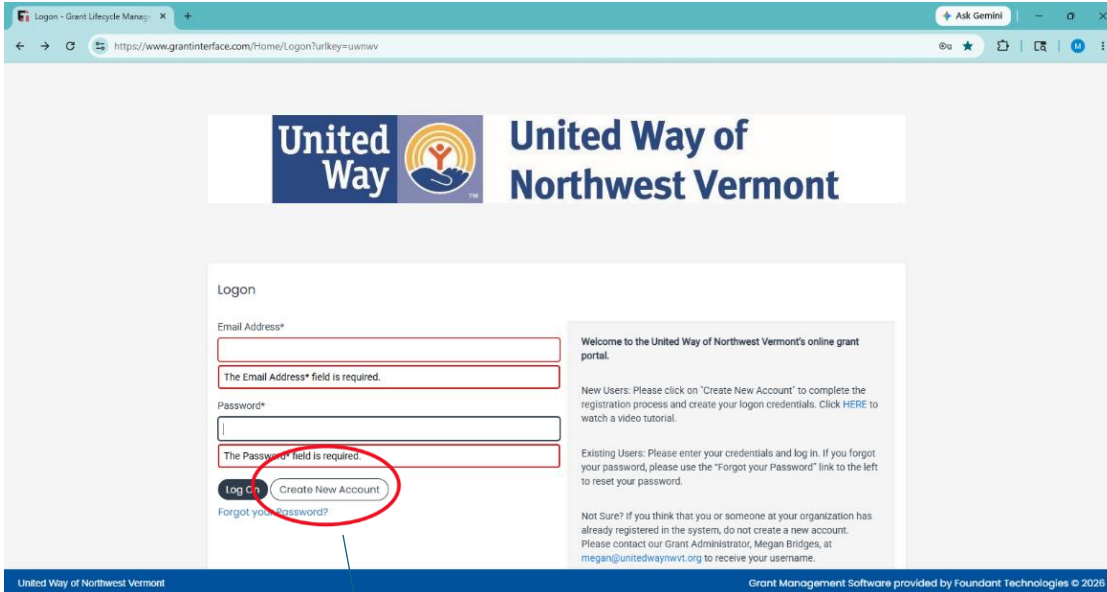 Logon - Grant Lifecycle Manag
Ask Gemini
https://www.grantinterface.com/Home/Logon?urlkey=uwnwv
M
United
Way
TM
United Way of
Northwest Vermont
Logon
Email Address*
The Email Address* field is required.
Password*
The Password* field is required.
Log On
Create New Account
Forgot your Password?
Welcome to the United Way of Northwest Vermont's online grant
portal.
New Users: Please click on "Create New Account" to complete the
registration process and create your logon credentials. Click HERE to
watch a video tutorial.
Existing Users: Please enter your credentials and log in. If you forgot
your password, please use the "Forgot your Password" link to the left
to reset your password.
Not Sure? If you think that you or someone at your organization has
already registered in the system, do not create a new account.
Please contact our Grant Administrator, Megan Bridges, at
megan@unitedwaynwvt.org to receive your username.
United Way of Northwest Vermont
Grant Management Software provided by Foundant Technologies © 2026